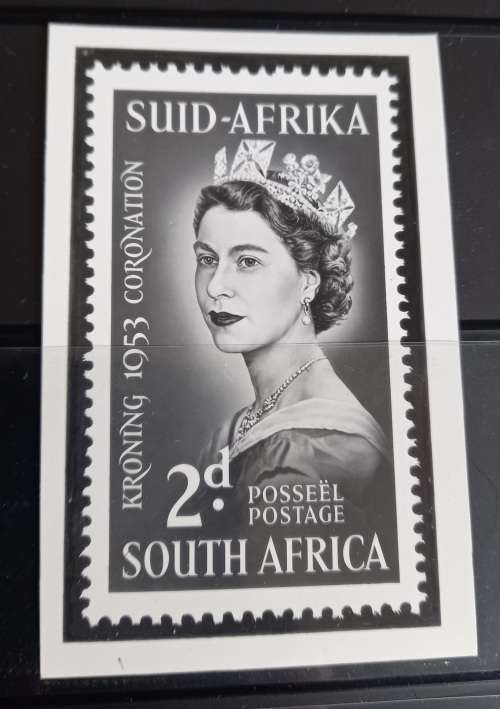 SUID-AFRIKA
KRONING 1953 CORONATION
2d.
POSSEËL
POSTAGE
SOUTH AFRICA